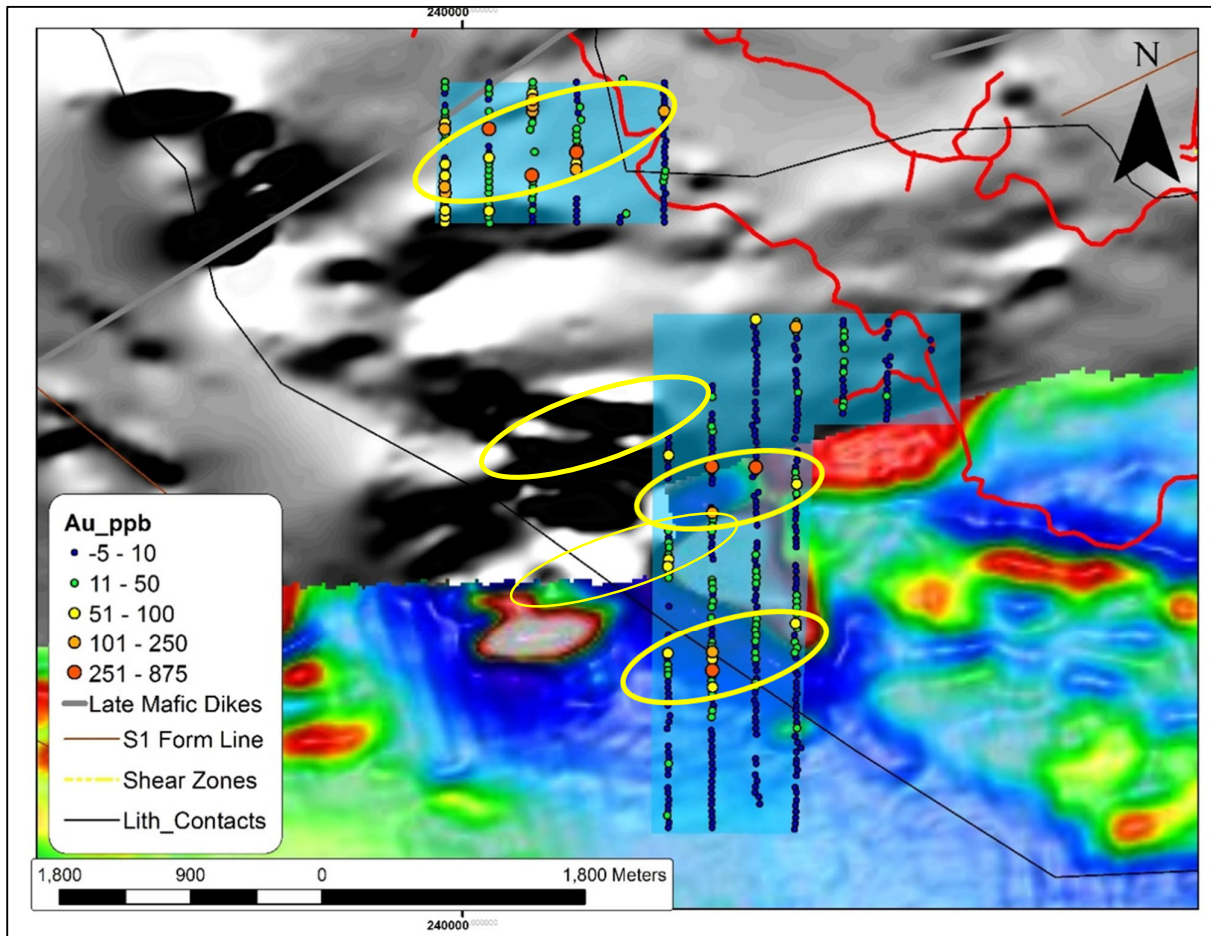 240000
N
Au_ppb
-5 - 10
11 - 50
51 - 100
101 - 250
251 - 875
Late Mafic Dikes
S1 Form Line
Shear Zones
Lith_Contacts
1,800 900 0 1,800 Meters
240000